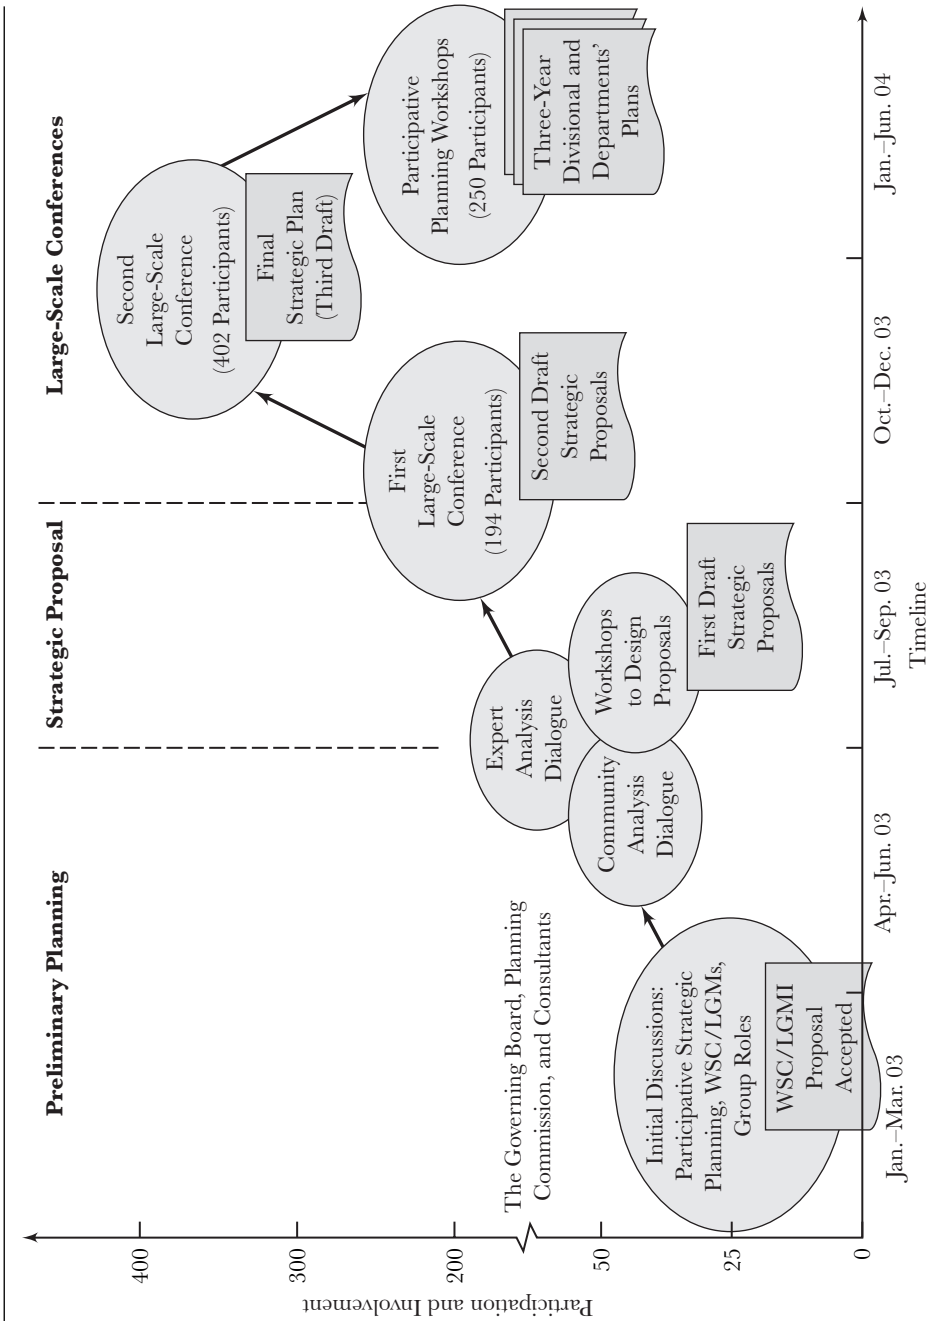 Preliminary Planning
Strategic Proposal
Large-Scale Conferences
Participation and Involvement
400
300
200
50
25
0
The Governing Board, Planning
Commission, and Consultants
Initial Discussions:
Participative Strategic
Planning, WSC/LGMs,
Group Roles
WSC/LGMI
Proposal
Accepted
Community
Analysis
Dialogue
Expert
Analysis
Dialogue
Workshops
to Design
Proposals
First Draft
Strategic
Proposals
First
Large-Scale
Conference
(194 Participants)
Second Draft
Strategic
Proposals
Second
Large-Scale
Conference
(402 Participants)
Final
Strategic Plan
(Third Draft)
Participative
Planning Workshops
(250 Participants)
Three-Year
Divisional and
Departments’
Plans
Jan.–Mar. 03
Apr.–Jun. 03
Jul.–Sep. 03
Oct.–Dec. 03
Jan.–Jun. 04
Timeline